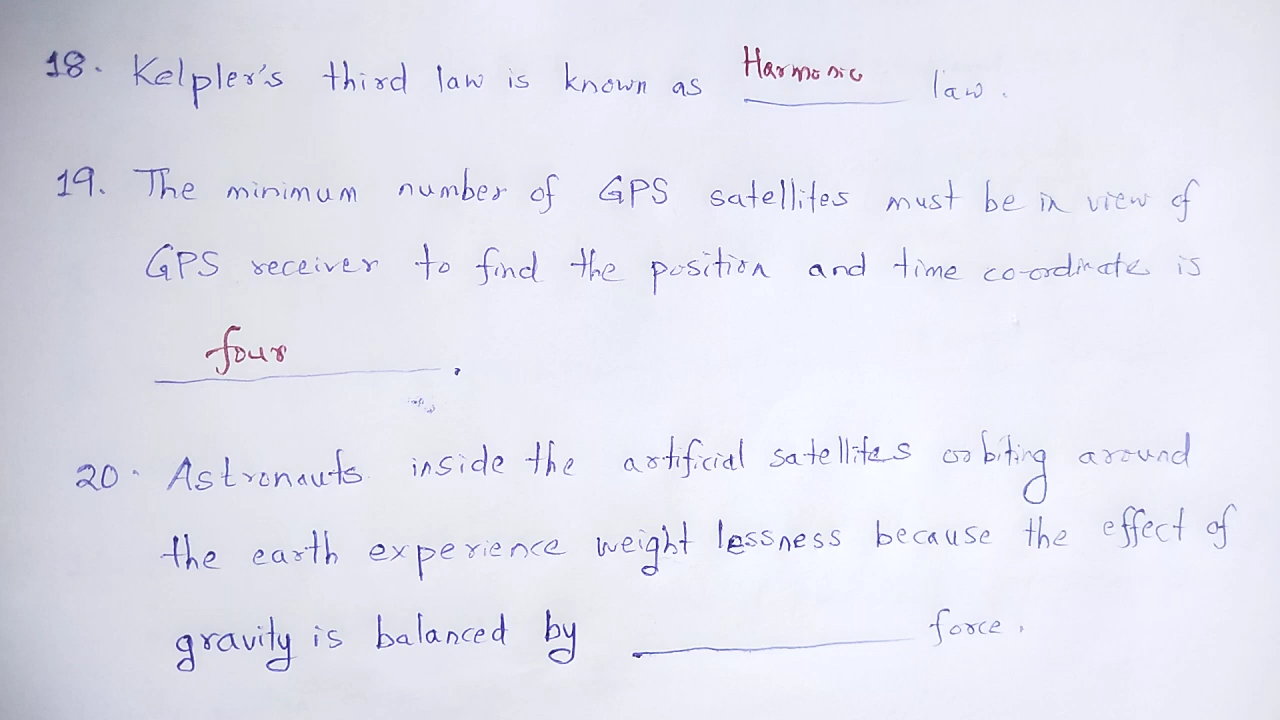 18. Kelpler's third law is known as Harmonic law.
19. The minimum number of GPS satellites must be in view of
GPS receiver to find the position and time co-ordinate is
four.
20. Astronauts inside the artificial satellites orbiting around
the earth experience weight lessness because the effect of
gravity is balanced by ________ force.